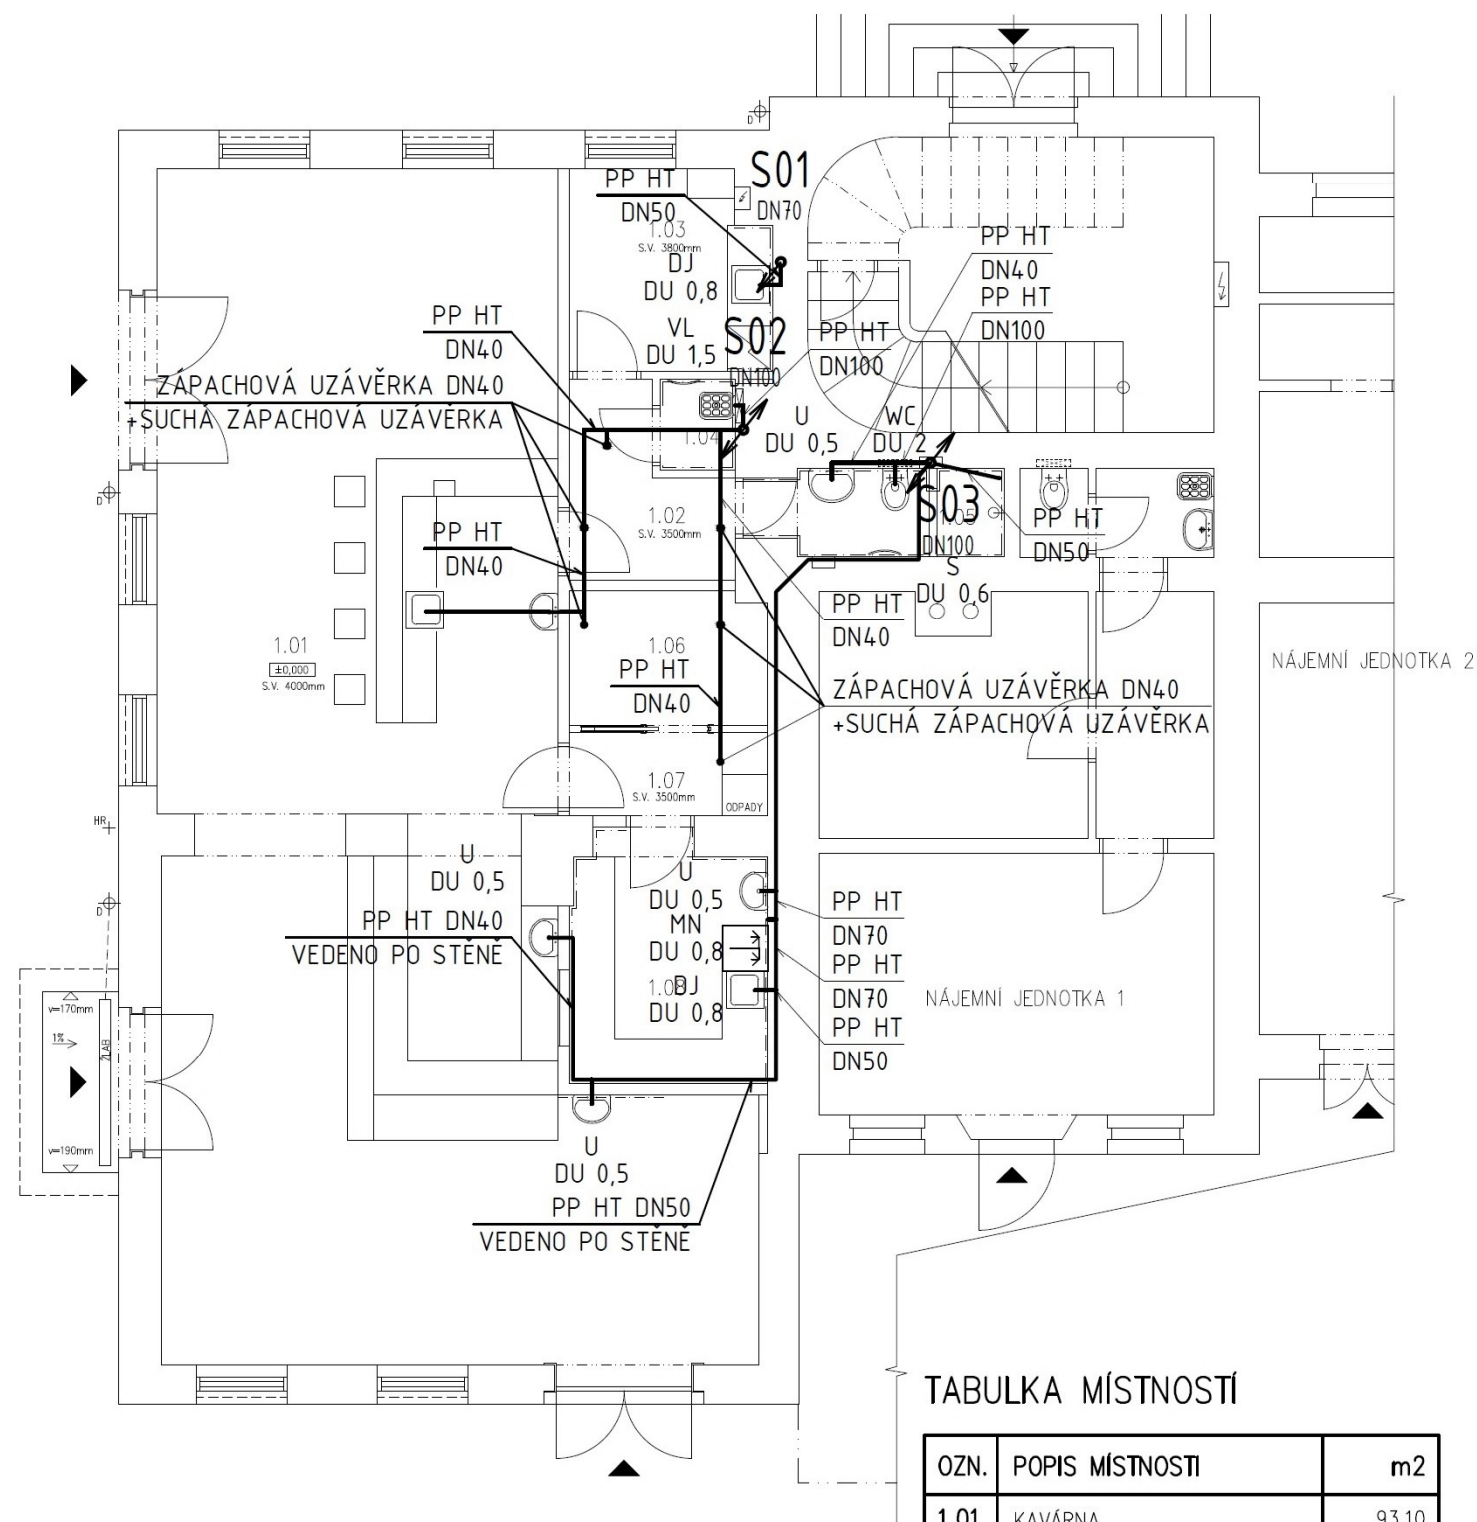 D
S01
DN70
PP HT
DN50
1.03
S.V. 3800mm
DJ
DU 0,8
PP HT
DN40
PP HT
DN100
VL
DU 1,5
S02
DN100
PP HT
DN100
PP HT
DN40
ZÁPACHOVÁ UZÁVĚRKA DN40
+SUCHÁ ZÁPACHOVÁ UZÁVĚRKA
U
DU 0,5
WC
DU 2
1.04
D
1.02
S.V. 3500mm
PP HT
DN40
S03
1.05
DN100
S
DU 0,6
PP HT
DN50
PP HT
DN40
1.01
±0,000
S.V. 4000mm
1.06
PP HT
DN40
ZÁPACHOVÁ UZÁVĚRKA DN40
+SUCHÁ ZÁPACHOVÁ UZÁVĚRKA
NÁJEMNÍ JEDNOTKA 2
1.07
S.V. 3500mm
ODPADY
HR
D
U
DU 0,5
PP HT DN40
VEDENO PO STĚNĚ
U
DU 0,5
MN
DU 0,8
1.08
DJ
DU 0,8
PP HT
DN70
PP HT
DN70
PP HT
DN50
NÁJEMNÍ JEDNOTKA 1
v=170mm
1%
ŽLAB
v=190mm
U
DU 0,5
PP HT DN50
VEDENO PO STĚNĚ
TABULKA MÍSTNOSTÍ
OZN. POPIS MÍSTNOSTI m2
1.01 KAVÁRNA 93,10